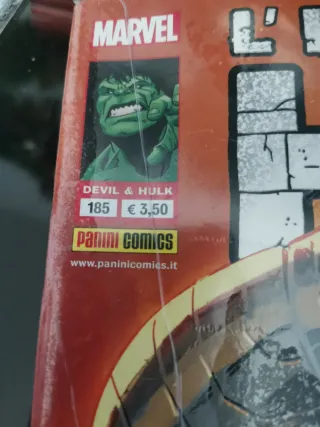 MARVEL
L'
DEVIL & HULK
185 € 3,50
PANINI COMICS
www.paninicomics.it